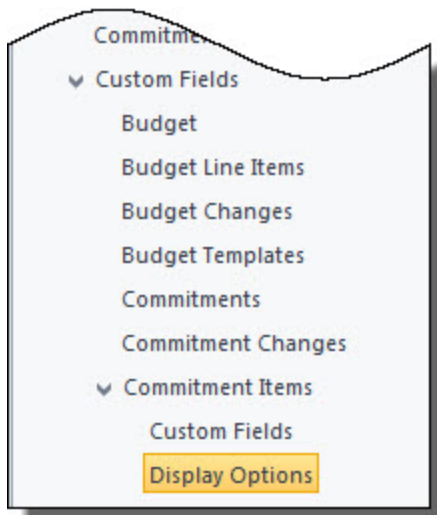 Custom Fields
Budget
Budget Line Items
Budget Changes
Budget Templates
Commitments
Commitment Changes
Commitment Items
Custom Fields
Display Options